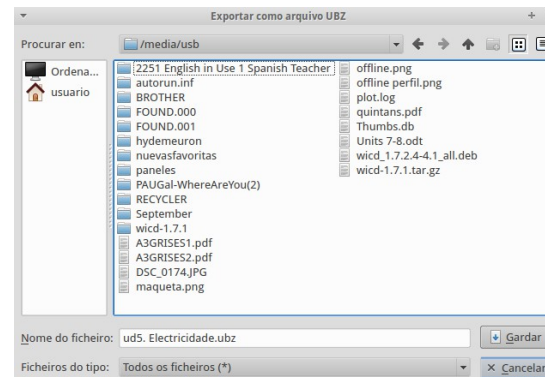 Exportar como arquivo UBZ
Procurar en:
/media/usb
Ordena...
usuario
2251 English in Use 1 Spanish Teacher
autorun.inf
BROTHER
FOUND.000
FOUND.001
hydemeuron
nuevasfavoritas
paneles
PAUGal-WhereAreYou(2)
RECYCLER
September
wicd-1.7.1
A3GRISES1.pdf
A3GRISES2.pdf
DSC_0174.JPG
maqueta.png
offline.png
offline perfil.png
plot.log
quintans.pdf
Thumbs.db
Units 7-8.odt
wicd_1.7.2.4-4.1_all.deb
wicd-1.7.1.tar.gz
Nome do ficheiro: ud5. Electricidade.ubz
Gardar
Ficheiros do tipo: Todos os ficheiros (*)
Cancelar